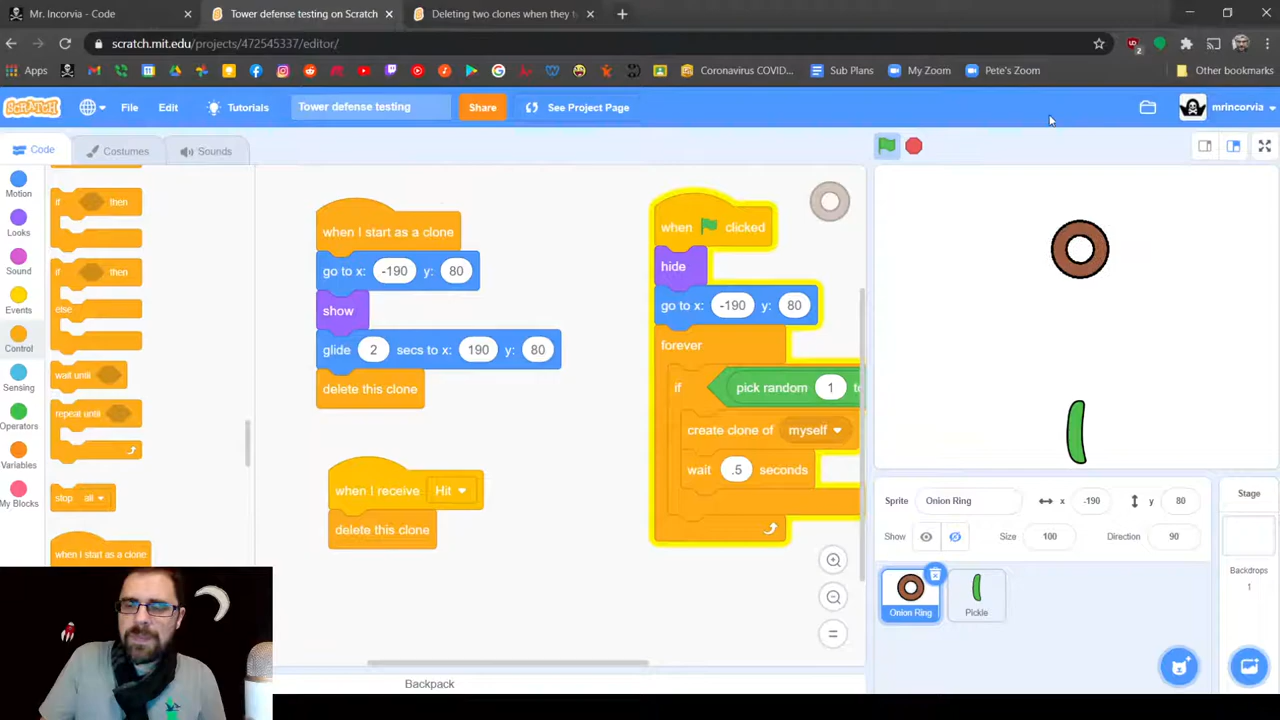 Mr. Incorvia - Code
Tower defense testing on Scratch
Deleting two clones when they t
scratch.mit.edu/projects/472545337/editor/
2
Apps
Coronavirus COVID...
Sub Plans
My Zoom
Pete's Zoom
Other bookmarks
SCRATCH
File
Edit
Tutorials
Tower defense testing
Share
See Project Page
mrincorvia
Code
Costumes
Sounds
Motion
Looks
Sound
Events
Control
Sensing
Operators
Variables
My Blocks
if then
if then
else
wait until
repeat until
stop all
when I start as a clone
when I start as a clone
go to x: -190 y: 80
show
glide 2 secs to x: 190 y: 80
delete this clone
when I receive Hit
delete this clone
when clicked
hide
go to x: -190 y: 80
forever
if pick random 1 to
create clone of myself
wait .5 seconds
Backpack
Sprite Onion Ring x -190 y 80
Show Size 100 Direction 90
Onion Ring
Pickle
Stage
Backdrops
1